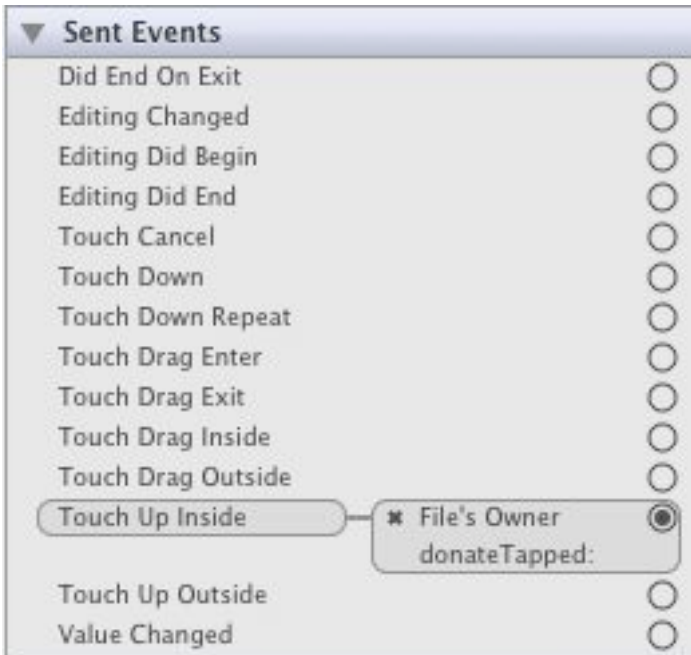 Sent Events
Did End On Exit
Editing Changed
Editing Did Begin
Editing Did End
Touch Cancel
Touch Down
Touch Down Repeat
Touch Drag Enter
Touch Drag Exit
Touch Drag Inside
Touch Drag Outside
Touch Up Inside File's Owner
donateTapped:
Touch Up Outside
Value Changed